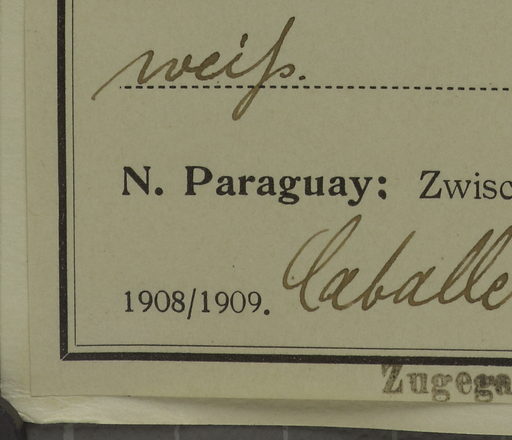 weiß.
N. Paraguay: Zwisc
1908/1909. Caballe
Zugega